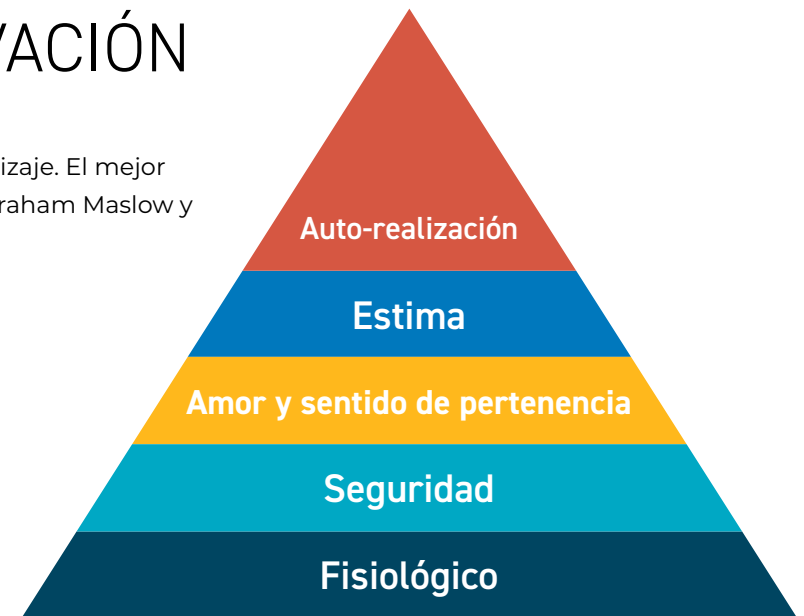 VACIÓN
izaje. El mejor
raham Maslow y
Auto-realización
Estima
Amor y sentido de pertenencia
Seguridad
Fisiológico